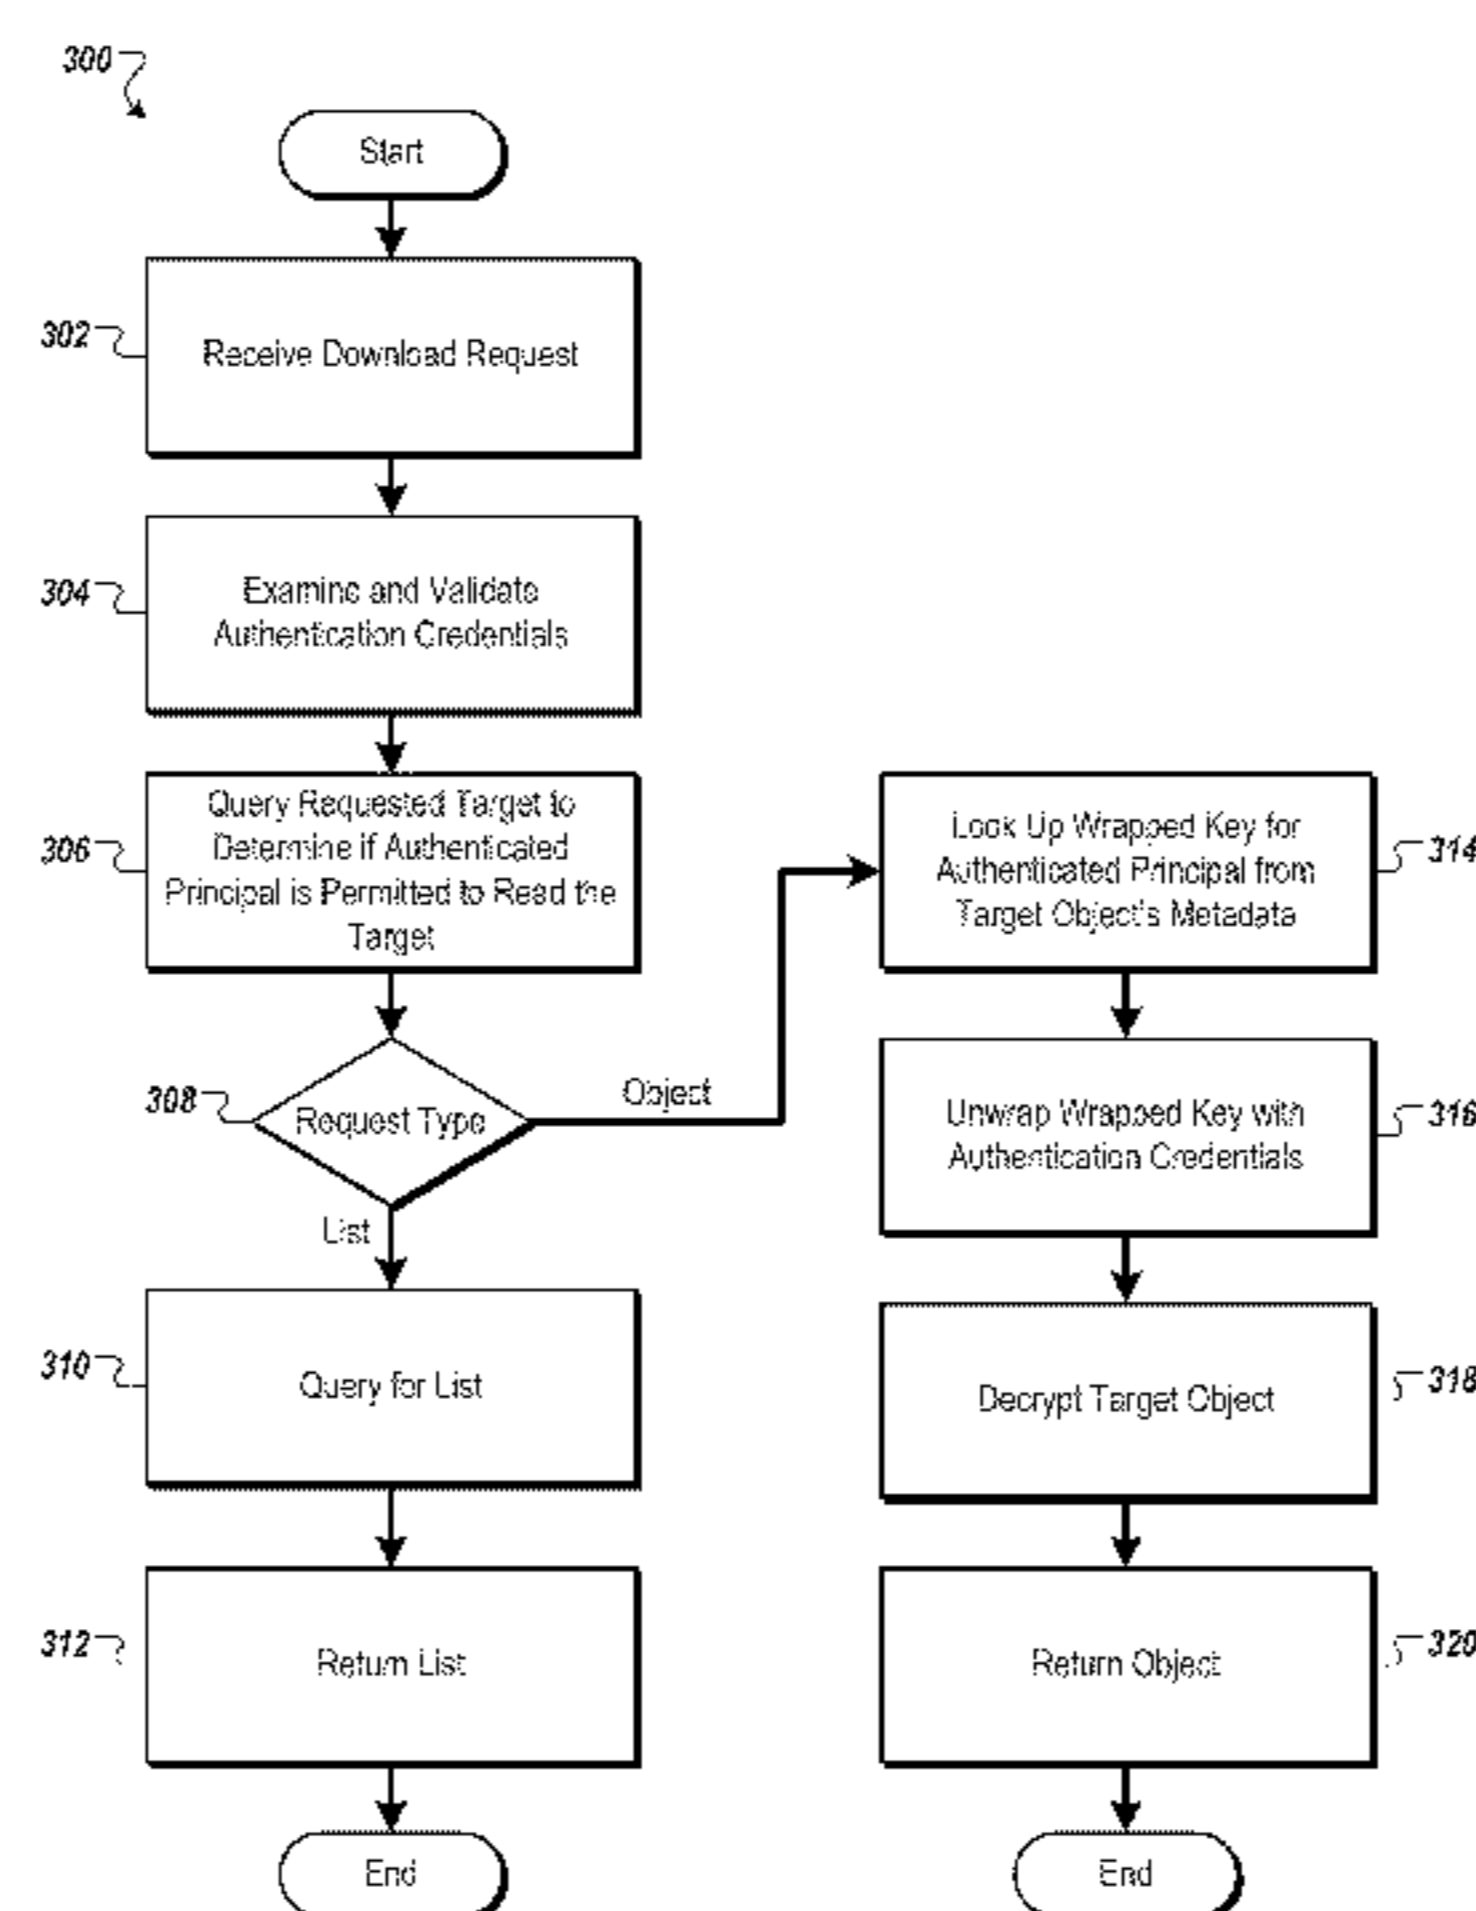 300
Start
302
Receive Download Request
304
Examine and Validate
Authentication Credentials
306
Query Requested Target to
Determine if Authenticated
Principal is Permitted to Read the
Target
308
Request Type
Object
List
310
Query for List
312
Return List
End
314
Look Up Wrapped Key for
Authenticated Principal from
Target Object's Metadata
316
Unwrap Wrapped Key with
Authentication Credentials
318
Decrypt Target Object
320
Return Object
End